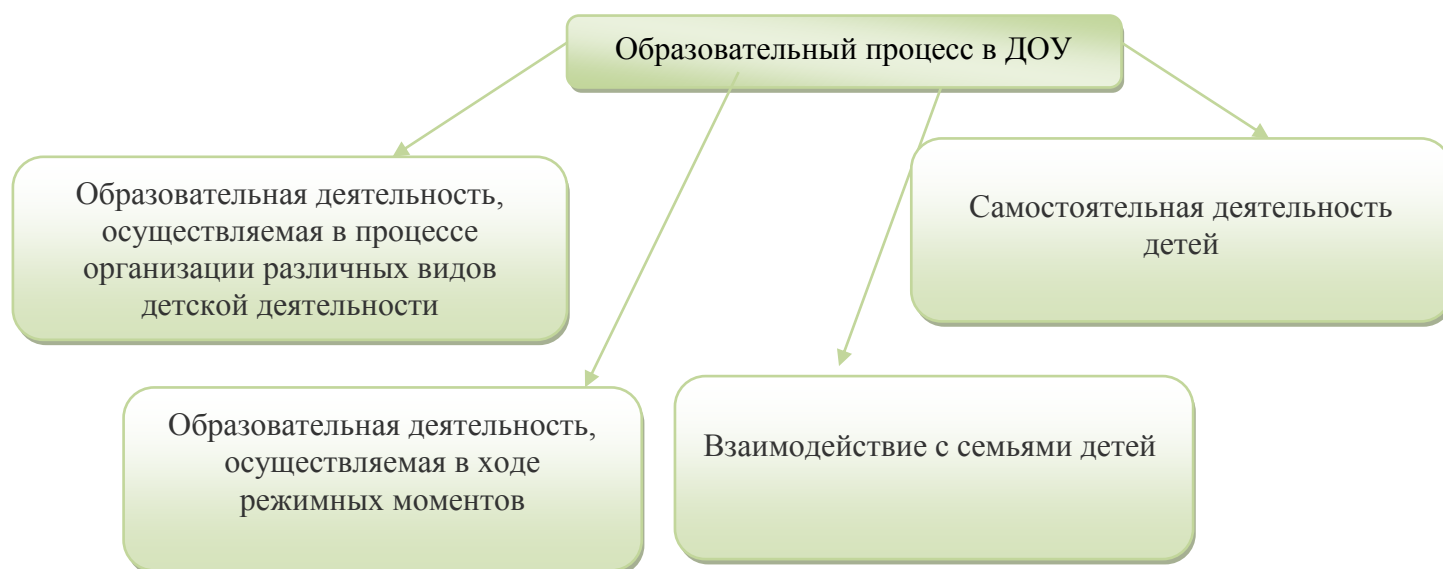 Образовательный процесс в ДОУ
Образовательная деятельность,
осуществляемая в процессе
организации различных видов
детской деятельности
Самостоятельная деятельность
детей
Образовательная деятельность,
осуществляемая в ходе
режимных моментов
Взаимодействие с семьями детей